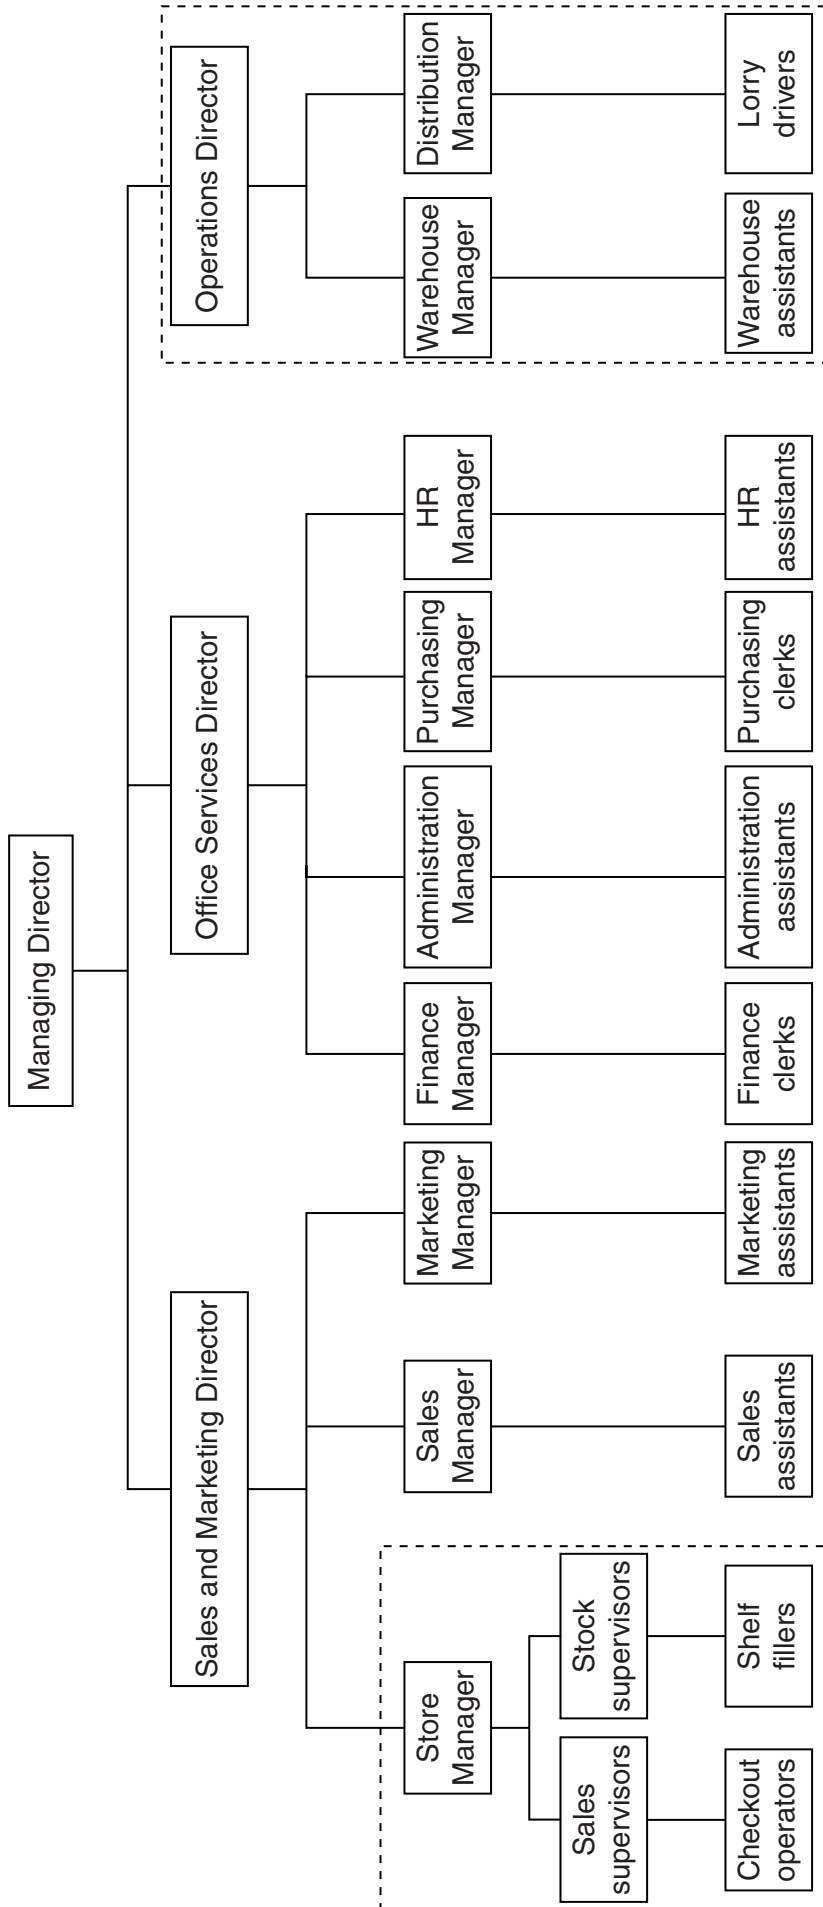 Managing Director
Sales and Marketing Director
Office Services Director
Operations Director
Store
Manager
Sales
Manager
Marketing
Manager
Finance
Manager
Administration
Manager
Purchasing
Manager
HR
Manager
Warehouse
Manager
Distribution
Manager
Sales
supervisors
Stock
supervisors
Checkout
operators
Shelf
fillers
Sales
assistants
Marketing
assistants
Finance
clerks
Administration
assistants
Purchasing
clerks
HR
assistants
Warehouse
assistants
Lorry
drivers